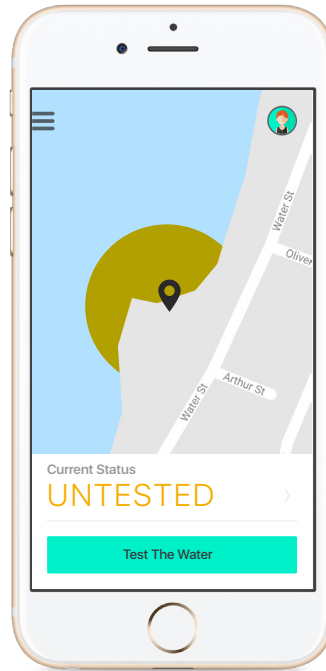 Water St
Oliver
Arthur St
Water St
Current Status
UNTESTED
Test The Water